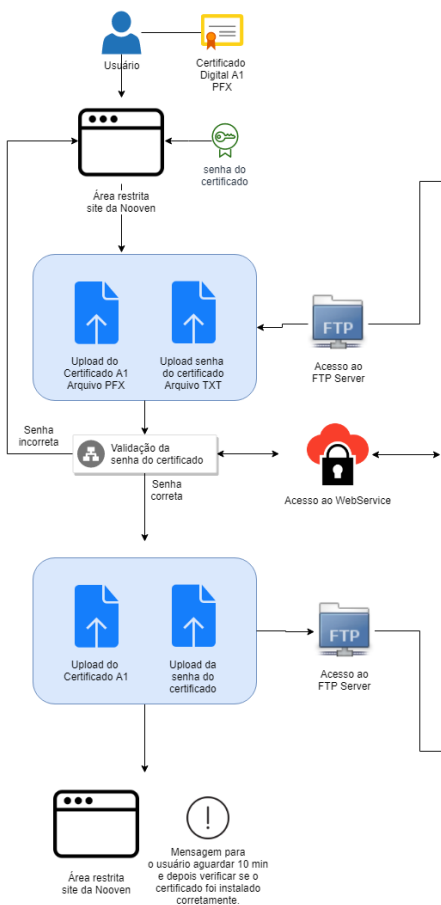 Usuário
Certificado
Digital A1
PFX
senha do
certificado
Área restrita
site da Nooven
Upload do
Certificado A1
Arquivo PFX
Upload senha
do certificado
Arquivo TXT
FTP
Acesso ao
FTP Server
Senha
incorreta
Validação da
senha do certificado
Senha
correta
Acesso ao WebService
Upload do
Certificado A1
Upload da
senha do
certificado
FTP
Acesso ao
FTP Server
Área restrita
site da Nooven
Mensagem para
o usuário aguardar 10 min
e depois verificar se o
certificado foi instalado
corretamente.